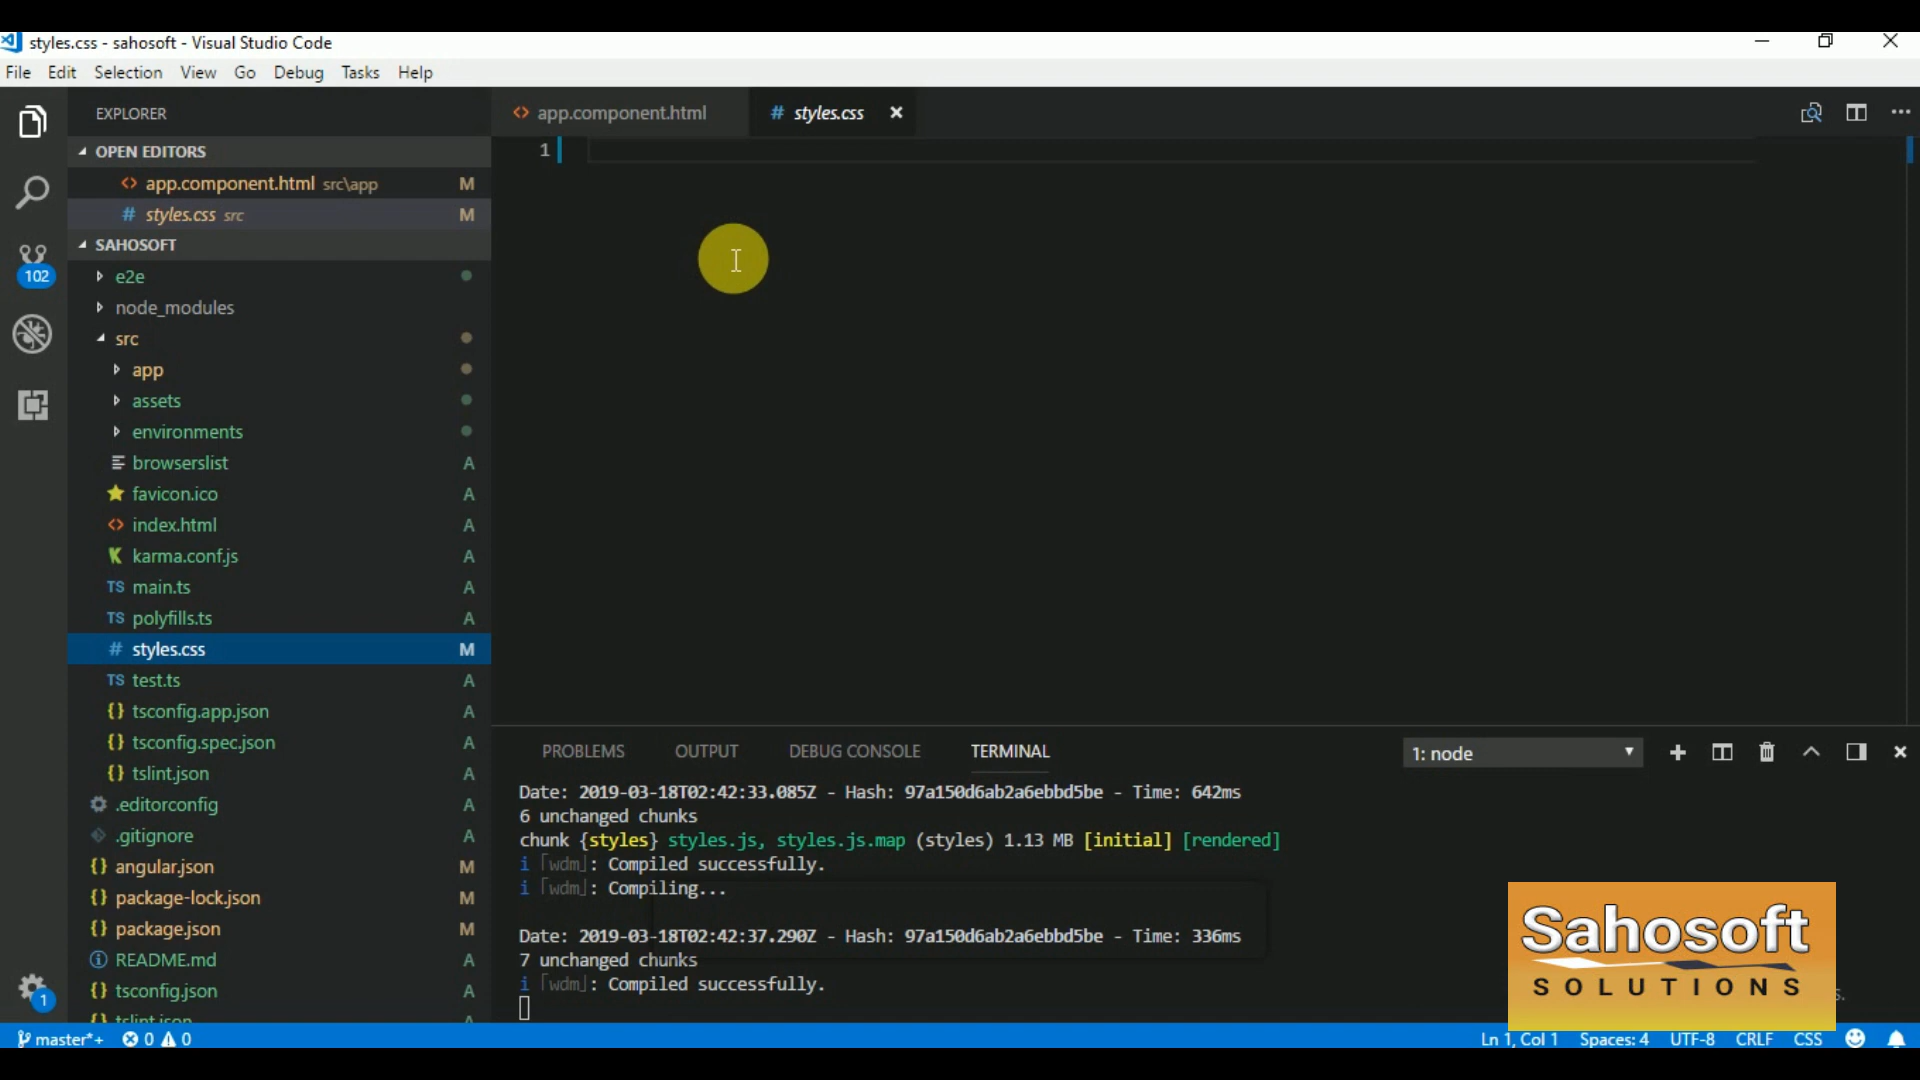 styles.css - sahosoft - Visual Studio Code
File Edit Selection View Go Debug Tasks Help
EXPLORER
OPEN EDITORS
app.component.html src\app M
styles.css src M
SAHOSOFT
102
e2e
node_modules
src
app
assets
environments
browserslist A
favicon.ico A
index.html A
karma.conf.js A
TS main.ts A
TS polyfills.ts A
# styles.css M
TS test.ts A
{} tsconfig.app.json A
{} tsconfig.spec.json A
{} tslint.json A
.editorconfig A
.gitignore A
{} angular.json M
{} package-lock.json M
{} package.json M
README.md A
{} tsconfig.json A
{} tslint.json A
1
<> app.component.html # styles.css
1
PROBLEMS OUTPUT DEBUG CONSOLE TERMINAL 1: node
Date: 2019-03-18T02:42:33.085Z - Hash: 97a150d6ab2a6ebbd5be - Time: 642ms
6 unchanged chunks
chunk {styles} styles.js, styles.js.map (styles) 1.13 MB [initial] [rendered]
i ｢wdm｣: Compiled successfully.
i ｢wdm｣: Compiling...
Date: 2019-03-18T02:42:37.290Z - Hash: 97a150d6ab2a6ebbd5be - Time: 336ms
7 unchanged chunks
i ｢wdm｣: Compiled successfully.
Sahosoft
SOLUTIONS
master*+ 0 0 Ln 1, Col 1 Spaces: 4 UTF-8 CRLF CSS